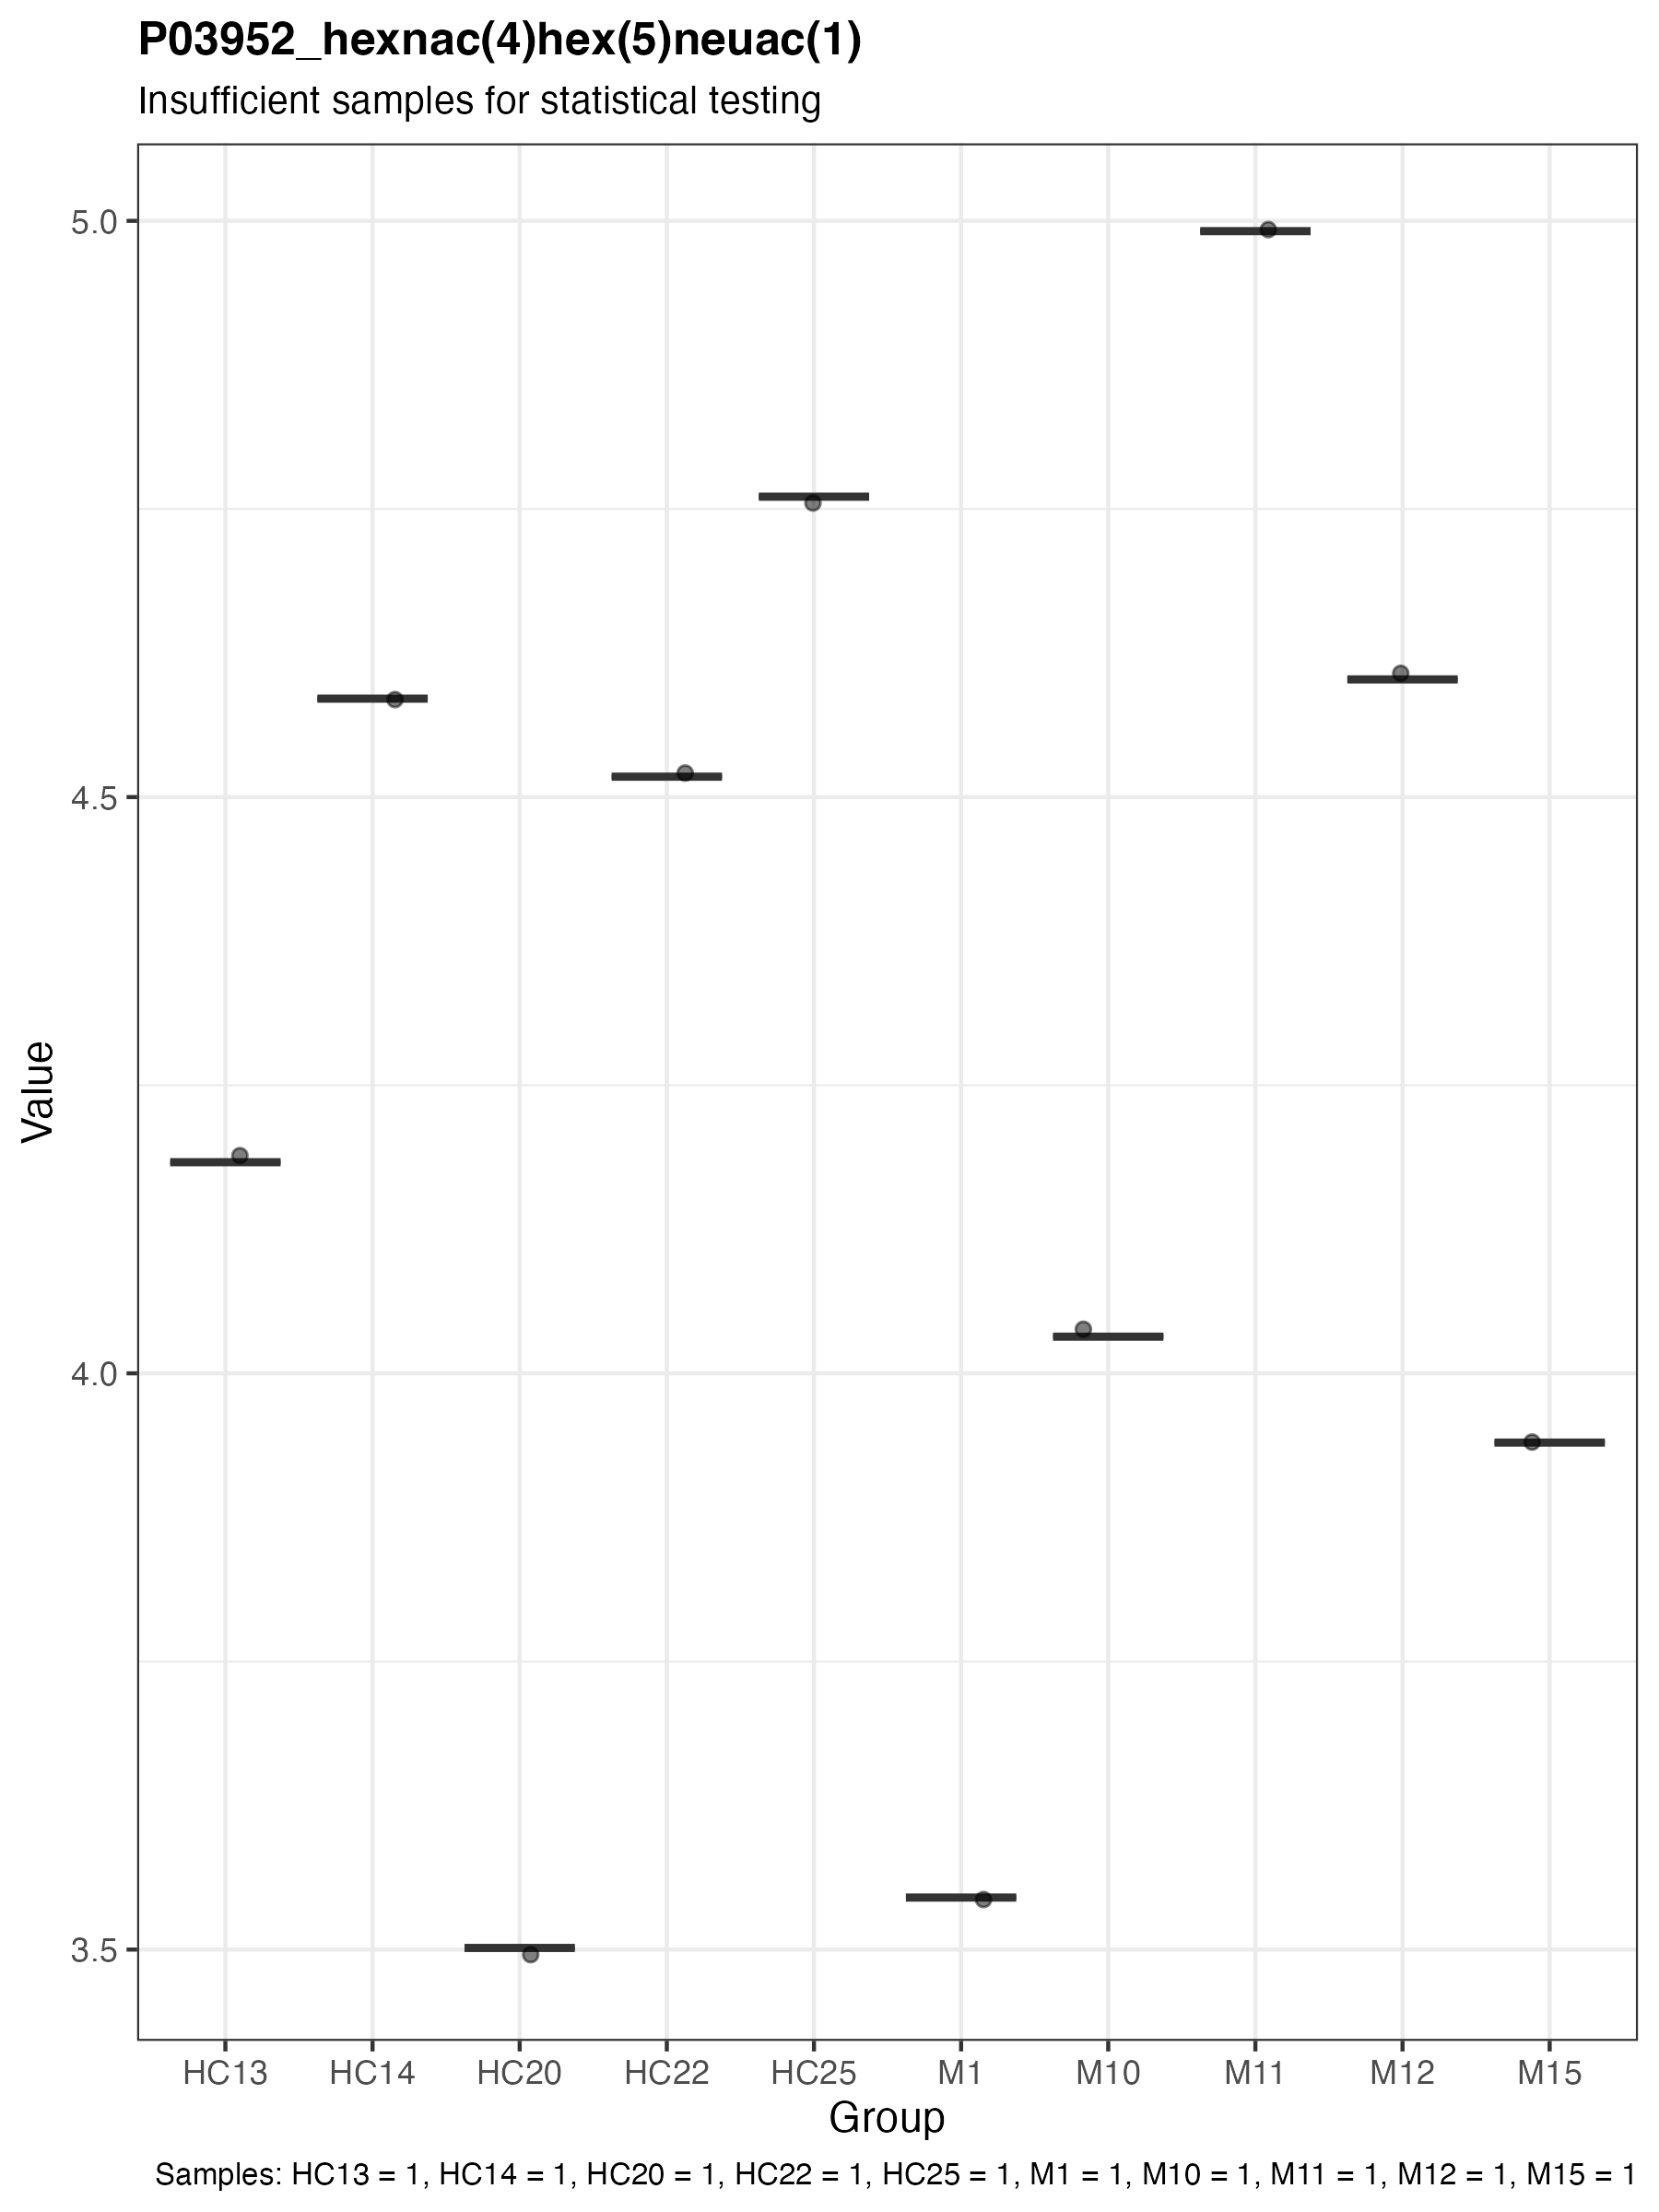 P03952_hexnac(4)hex(5)neuac(1)
Insufficient samples for statistical testing
5.0
4.5
4.0
3.5
Value
HC13 HC14 HC20 HC22 HC25 M1 M10 M11 M12 M15
Group
Samples: HC13 = 1, HC14 = 1, HC20 = 1, HC22 = 1, HC25 = 1, M1 = 1, M10 = 1, M11 = 1, M12 = 1, M15 = 1